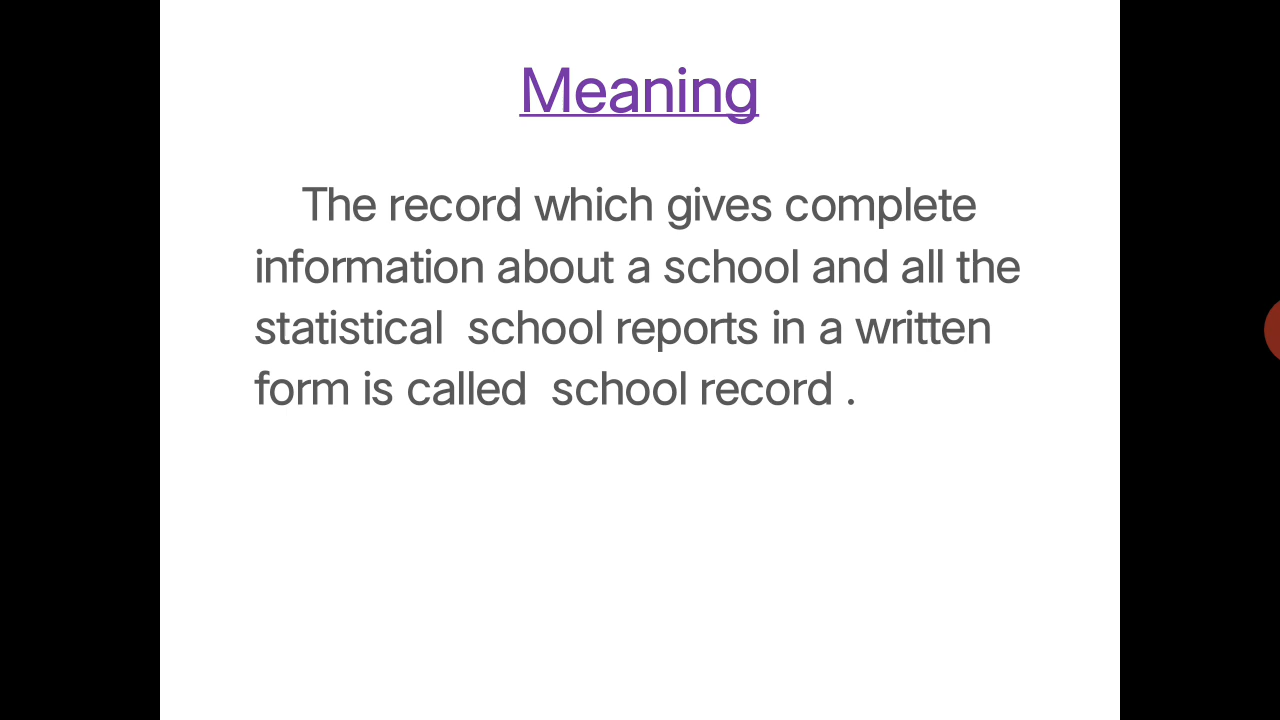 Meaning
The record which gives complete
information about a school and all the
statistical  school reports in a written
form is called  school record .